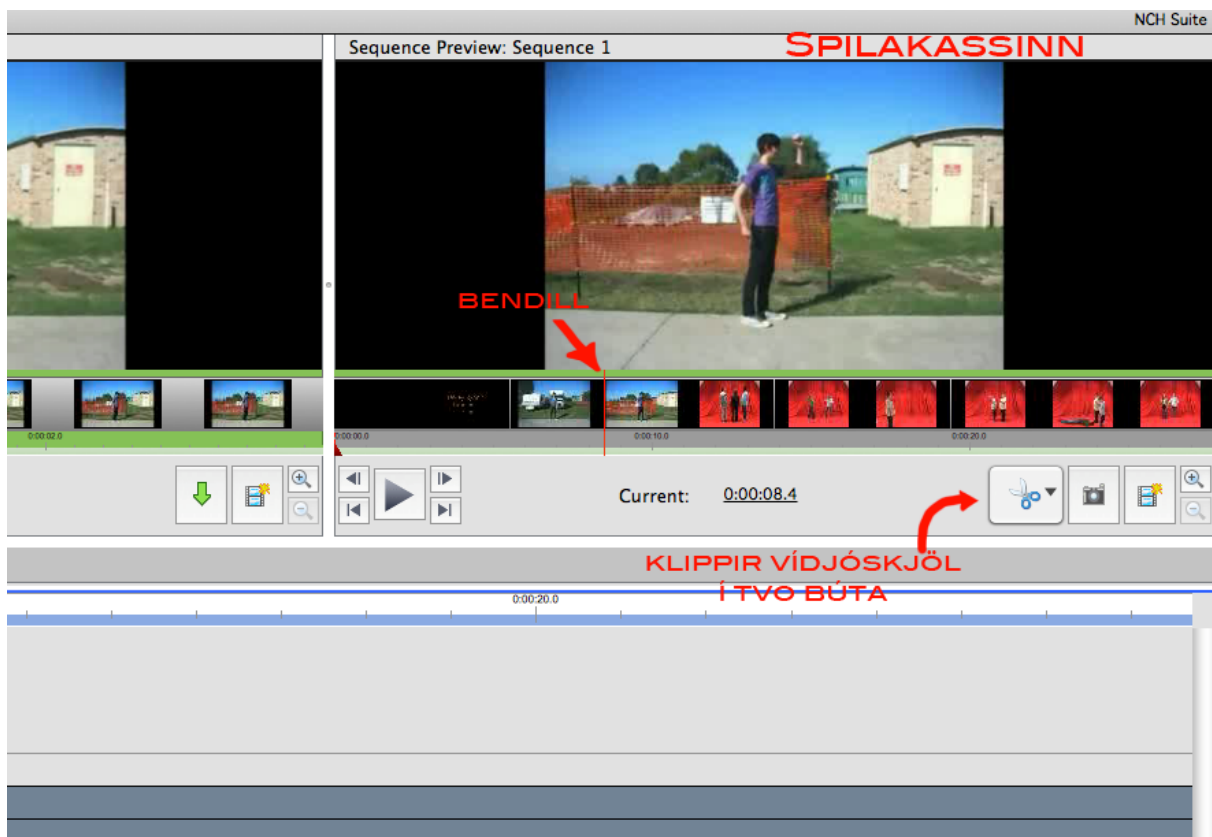 NCH Suite
Sequence Preview: Sequence 1
SPILAKASSINN
BENDILL
0:00:02.0
0:00:00.0
0:00:10.0
0:00:20.0
Current: 0:00:08.4
KLIPPIR VÍDJÓSKJÖL
Í TVO BÚTA
0:00:20.0